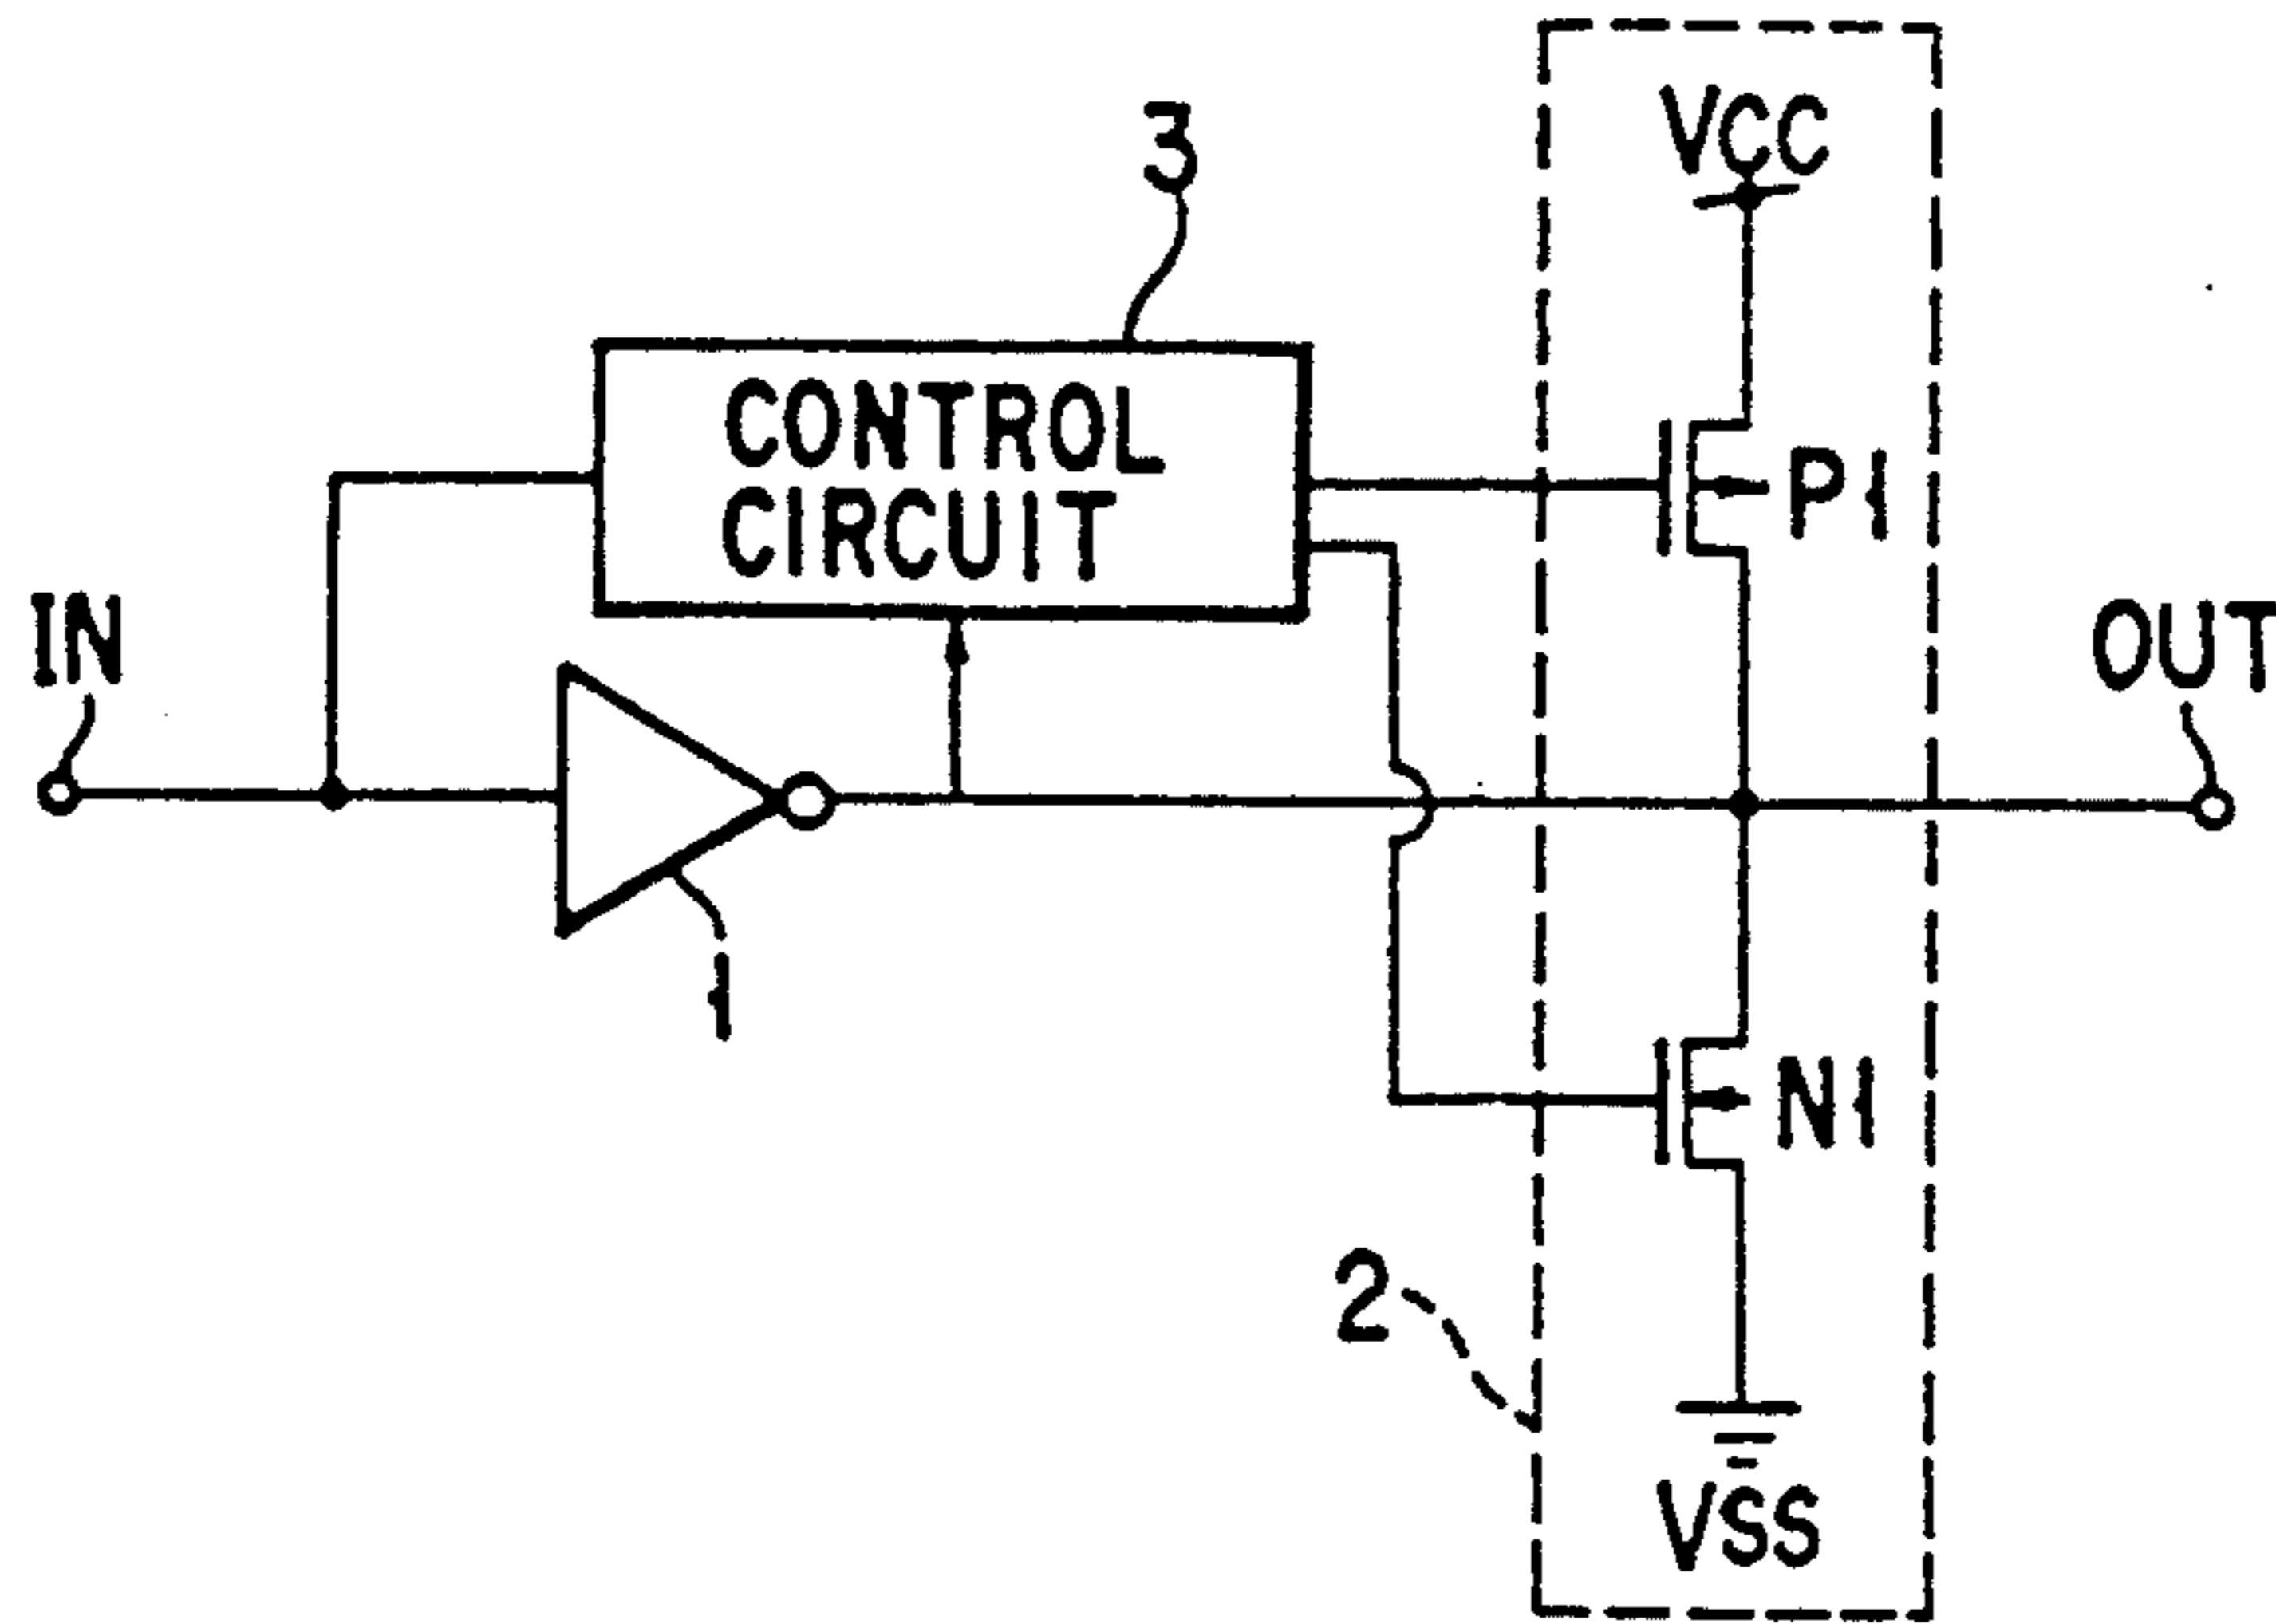 VCC
3
CONTROL
CIRCUIT
P1
IN
OUT
1
N1
2
VSS